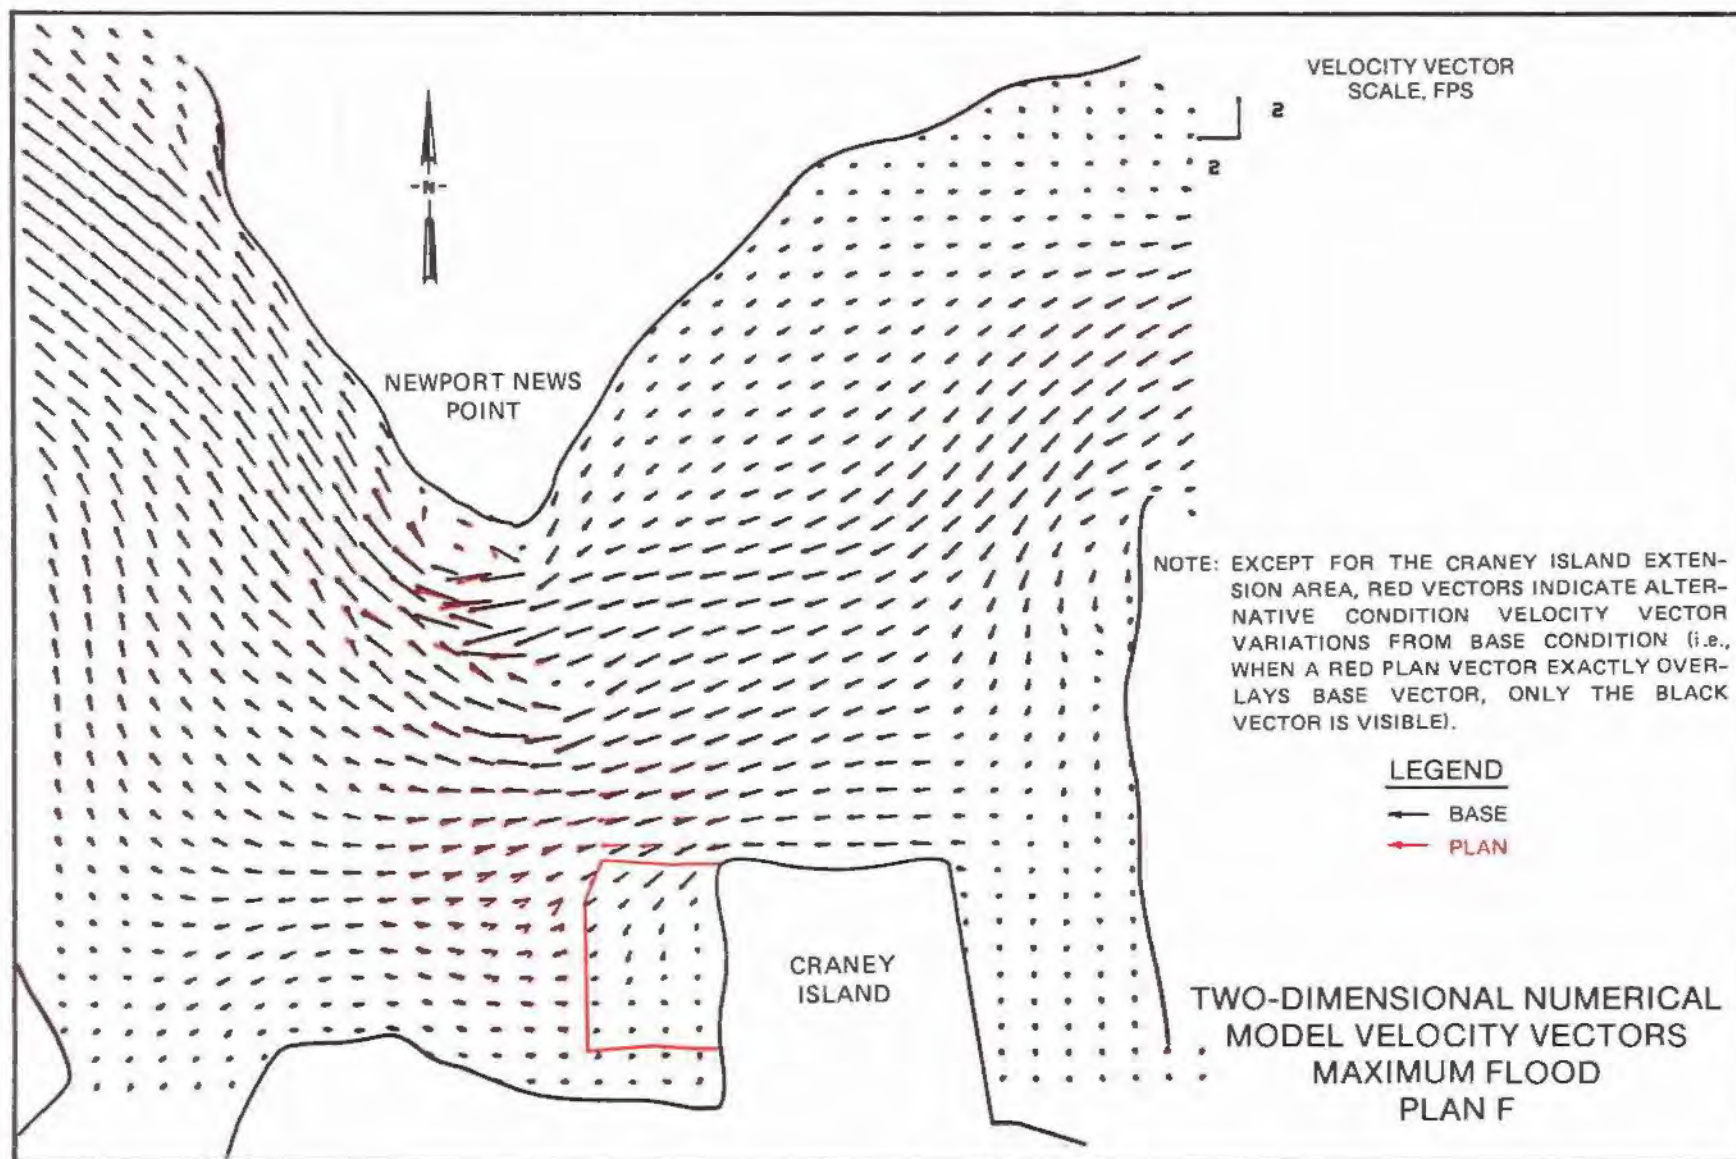 VELOCITY VECTOR
SCALE, FPS
2
2
-N-
NEWPORT NEWS
POINT
NOTE: EXCEPT FOR THE CRANEY ISLAND EXTEN-
SION AREA, RED VECTORS INDICATE ALTER-
NATIVE CONDITION VELOCITY VECTOR
VARIATIONS FROM BASE CONDITION (i.e.,
WHEN A RED PLAN VECTOR EXACTLY OVER-
LAYS BASE VECTOR, ONLY THE BLACK
VECTOR IS VISIBLE).
LEGEND
BASE
PLAN
CRANEY
ISLAND
TWO-DIMENSIONAL NUMERICAL
MODEL VELOCITY VECTORS
MAXIMUM FLOOD
PLAN F